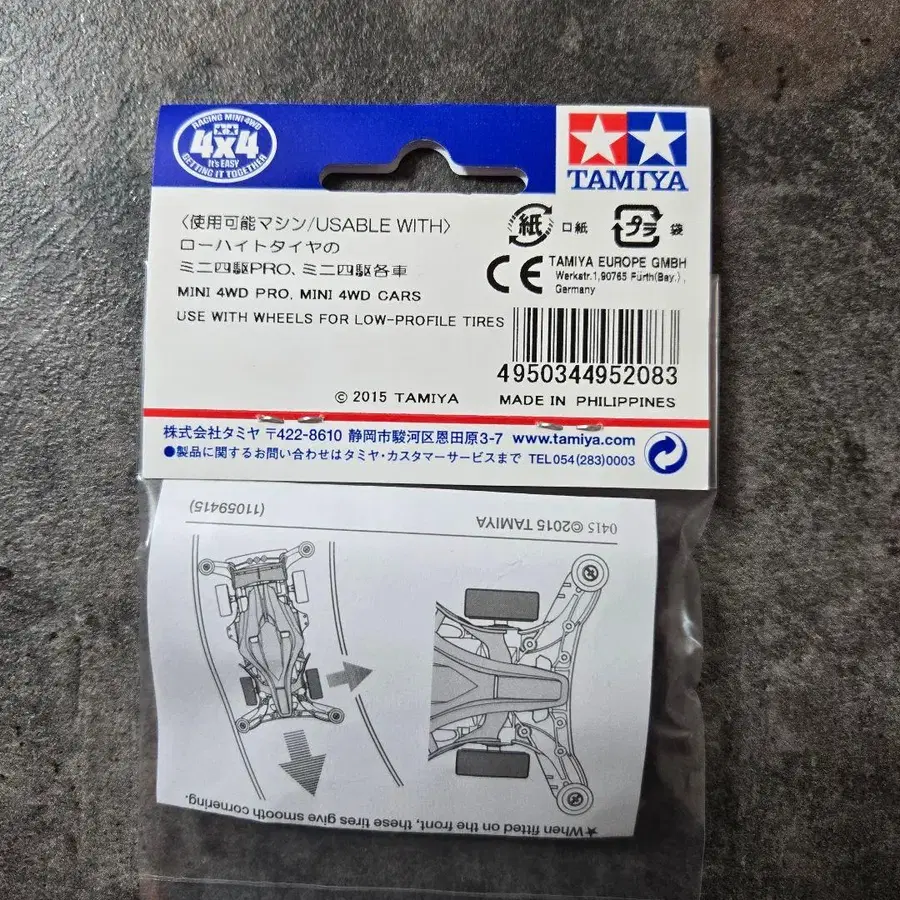 RACING MINI 4WD
4x4
It's EASY
GETTING IT TOGETHER
TAMIYA
〈使用可能マシン/USABLE WITH〉
ローハイトタイヤの
ミニ四駆PRO、ミニ四駆各車
MINI 4WD PRO, MINI 4WD CARS
USE WITH WHEELS FOR LOW-PROFILE TIRES
紙 口紙
プラ 袋
CE
TAMIYA EUROPE GMBH
Werkstr.1,90765 Fürth(Bay.),
Germany
4950344952083
© 2015 TAMIYA
MADE IN PHILIPPINES
株式会社タミヤ 〒422-8610 静岡市駿河区恩田原3-7 www.tamiya.com
●製品に関するお問い合わせはタミヤ・カスタマーサービスまで TEL054(283)0003
0415 ©2015 TAMIYA
(11059415)
★When fitted on the front, these tires give smooth cornering.